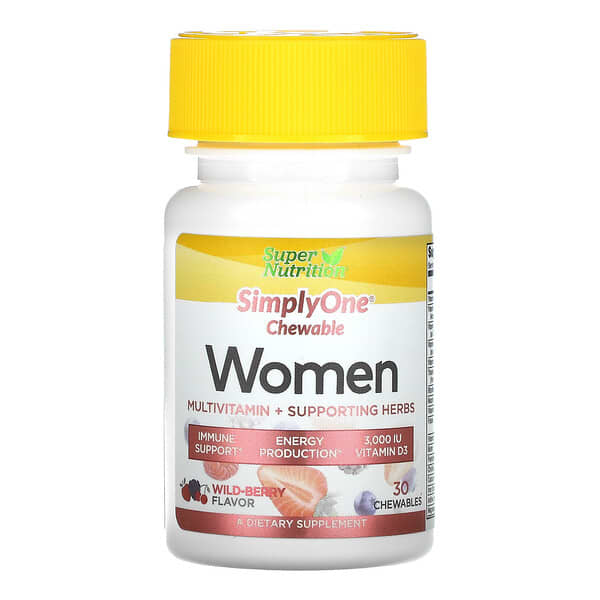 Super
Nutrition®
SimplyOne®
Chewable
Women
MULTIVITAMIN + SUPPORTING HERBS
IMMUNE
SUPPORT*
ENERGY
PRODUCTION*
3,000 IU
VITAMIN D3
WILD-BERRY
FLAVOR
30
CHEWABLES
A DIETARY SUPPLEMENT